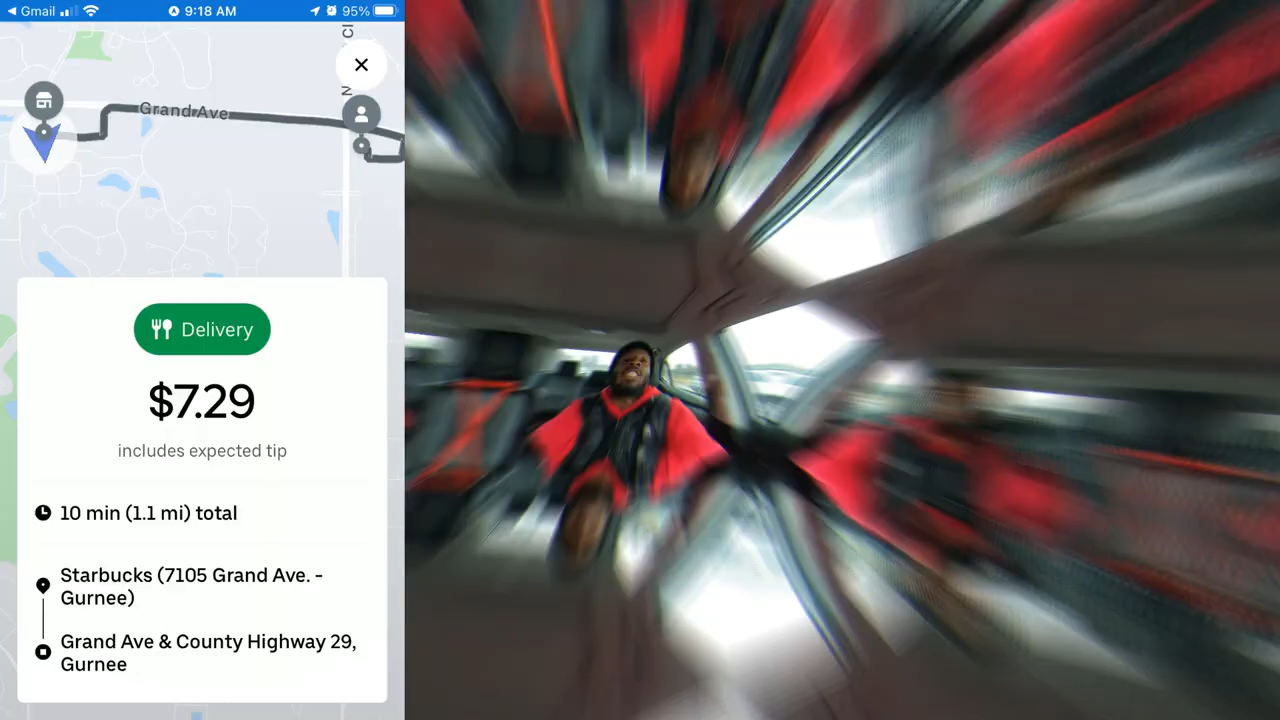 Gmail
9:18 AM
95%
N
Cl
Grand Ave
Delivery
$7.29
includes expected tip
10 min (1.1 mi) total
Starbucks (7105 Grand Ave. -
Gurnee)
Grand Ave & County Highway 29,
Gurnee